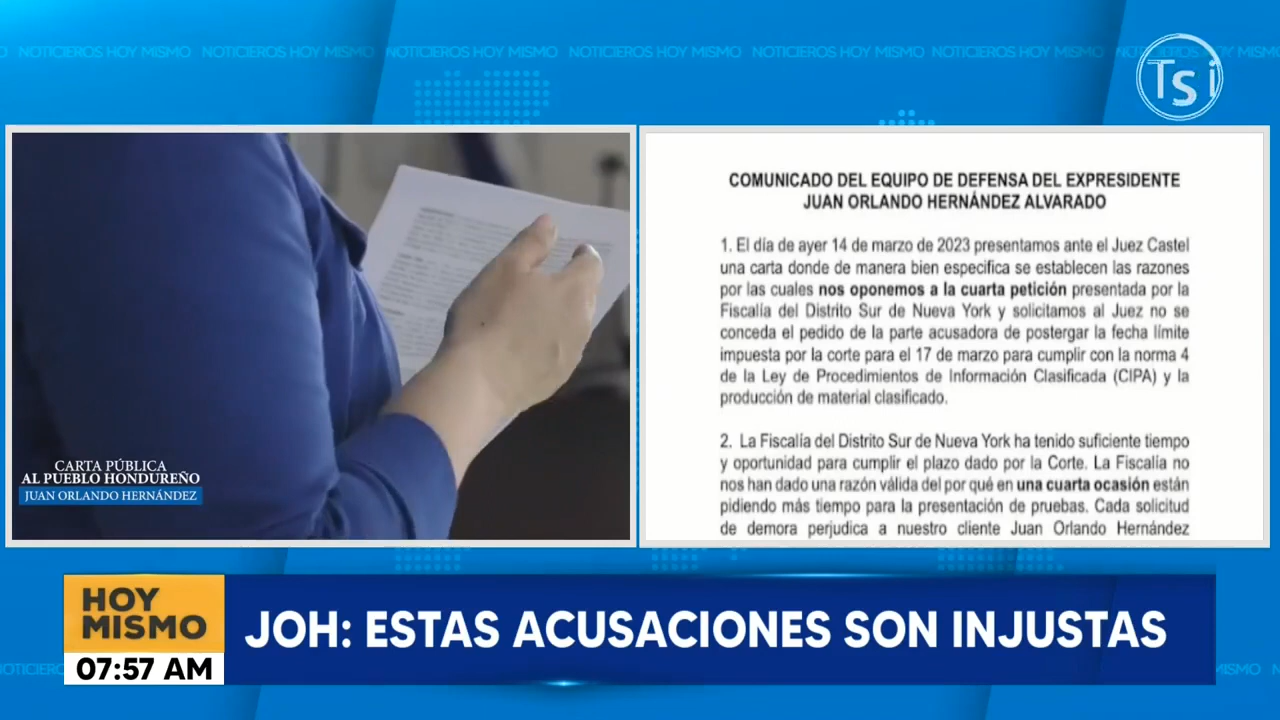 NOTICIEROS HOY MISMO NOTICIEROS HOY MISMO NOTICIEROS HOY MISMO NOTICIEROS HOY MISMO NOTICIEROS HOY MISMO NOTICIEROS HOY MISMO
Tsi
CARTA PÚBLICA
AL PUEBLO HONDUREÑO
JUAN ORLANDO HERNÁNDEZ
COMUNICADO DEL EQUIPO DE DEFENSA DEL EXPRESIDENTE
JUAN ORLANDO HERNÁNDEZ ALVARADO
1. El día de ayer 14 de marzo de 2023 presentamos ante el Juez Castel
una carta donde de manera bien especifica se establecen las razones
por las cuales nos oponemos a la cuarta petición presentada por la
Fiscalía del Distrito Sur de Nueva York y solicitamos al Juez no se
conceda el pedido de la parte acusadora de postergar la fecha límite
impuesta por la corte para el 17 de marzo para cumplir con la norma 4
de la Ley de Procedimientos de Información Clasificada (CIPA) y la
producción de material clasificado.
2. La Fiscalía del Distrito Sur de Nueva York ha tenido suficiente tiempo
y oportunidad para cumplir el plazo dado por la Corte. La Fiscalía no
nos han dado una razón válida del por qué en una cuarta ocasión están
pidiendo más tiempo para la presentación de pruebas. Cada solicitud
de demora perjudica a nuestro cliente Juan Orlando Hernández
HOY
MISMO
07:57 AM
JOH: ESTAS ACUSACIONES SON INJUSTAS